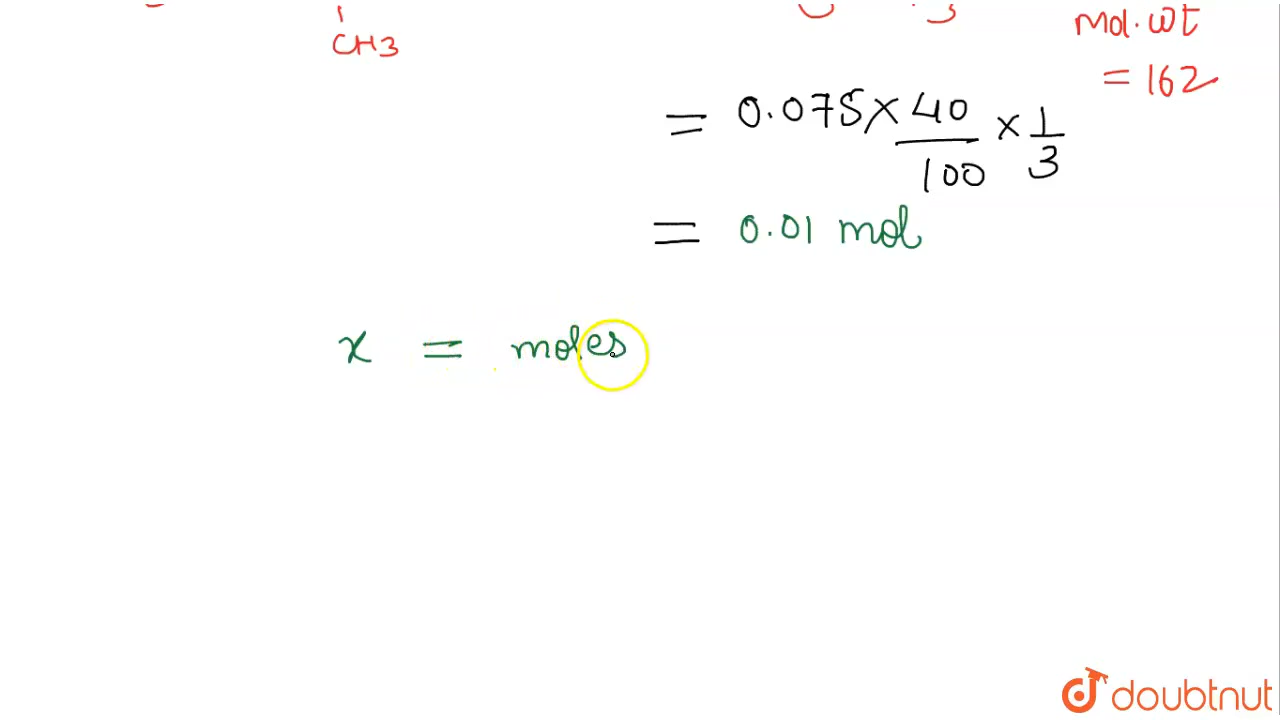 CH3
mol. wt
= 162
= 0.075 × 40/100 × 1/3
= 0.01 mol
x = moles
doubtnut